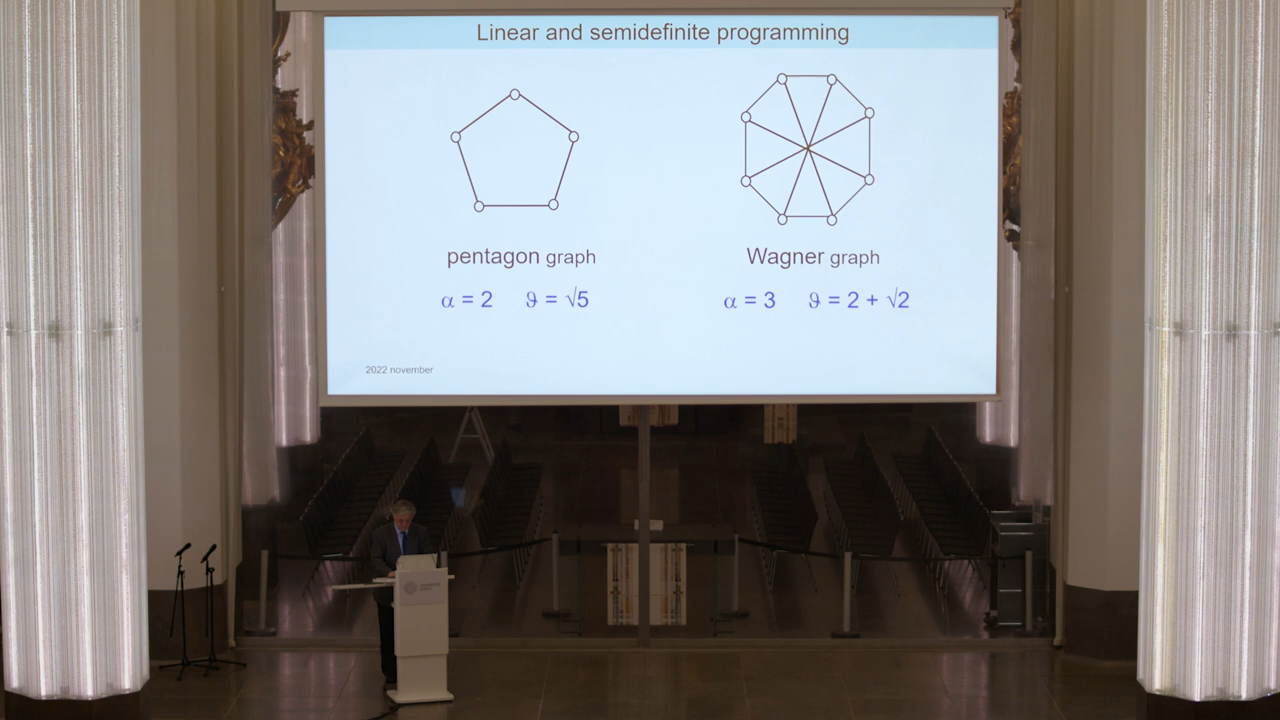 Linear and semidefinite programming
pentagon graph
Wagner graph
α = 2 ϑ = √5
α = 3 ϑ = 2 + √2
2022 november